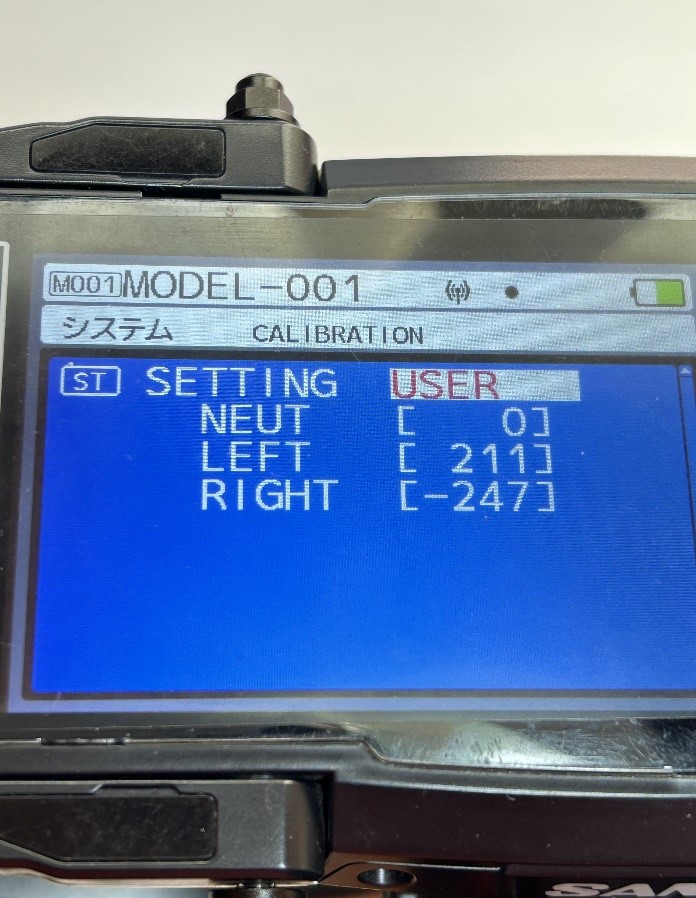 M001 MODEL-001
システム CALIBRATION
ST SETTING USER
NEUT [ 0]
LEFT [ 211]
RIGHT [-247]